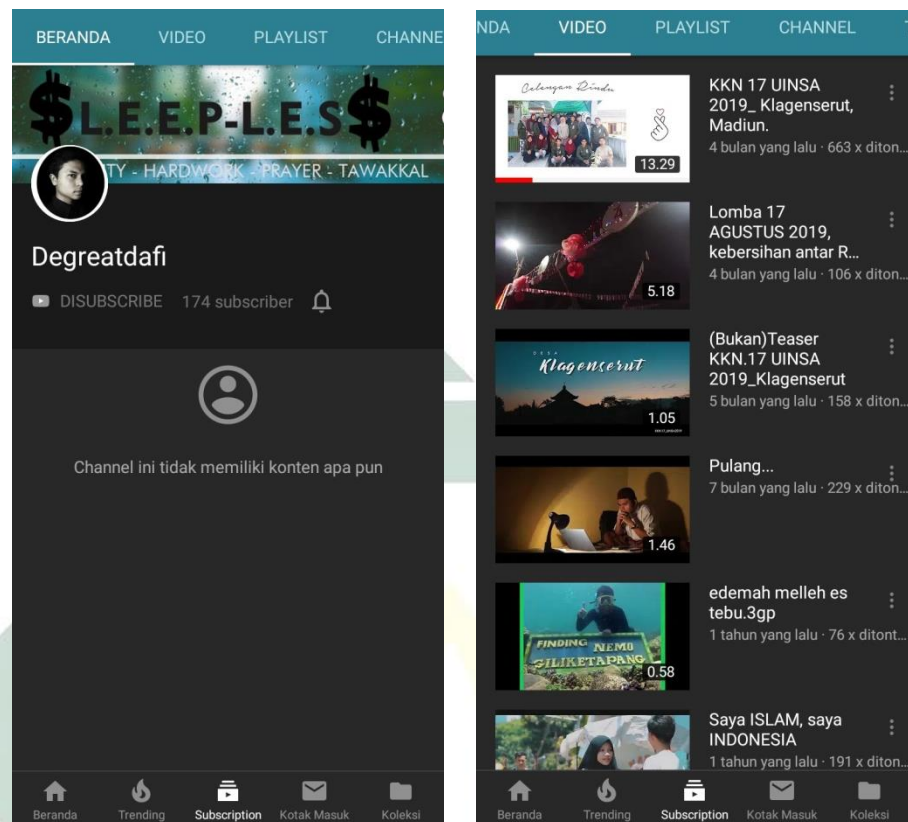 BERANDA VIDEO PLAYLIST CHANNE
$L.E.E.P-L.E.S$
TY - HARDWORK - PRAYER - TAWAKKAL
Degreatdafi
DISUBSCRIBE 174 subscriber
Channel ini tidak memiliki konten apa pun
Beranda Trending Subscription Kotak Masuk Koleksi
NDA VIDEO PLAYLIST CHANNEL
Celengan Rindu
13.29
KKN 17 UINSA
2019_ Klagenserut,
Madiun.
4 bulan yang lalu · 663 x diton...
5.18
Lomba 17
AGUSTUS 2019,
kebersihan antar R...
4 bulan yang lalu · 106 x diton...
DESA
Klagenserut
1.05
(Bukan)Teaser
KKN.17 UINSA
2019_Klagenserut
5 bulan yang lalu · 158 x diton...
1.46
Pulang...
7 bulan yang lalu · 229 x diton...
FINDING NEMO
GILIKETAPANG
0.58
edemah melleh es
tebu.3gp
1 tahun yang lalu · 76 x ditont...
Saya ISLAM, saya
INDONESIA
1 tahun yang lalu · 191 x diton...
Beranda Trending Subscription Kotak Masuk Koleksi